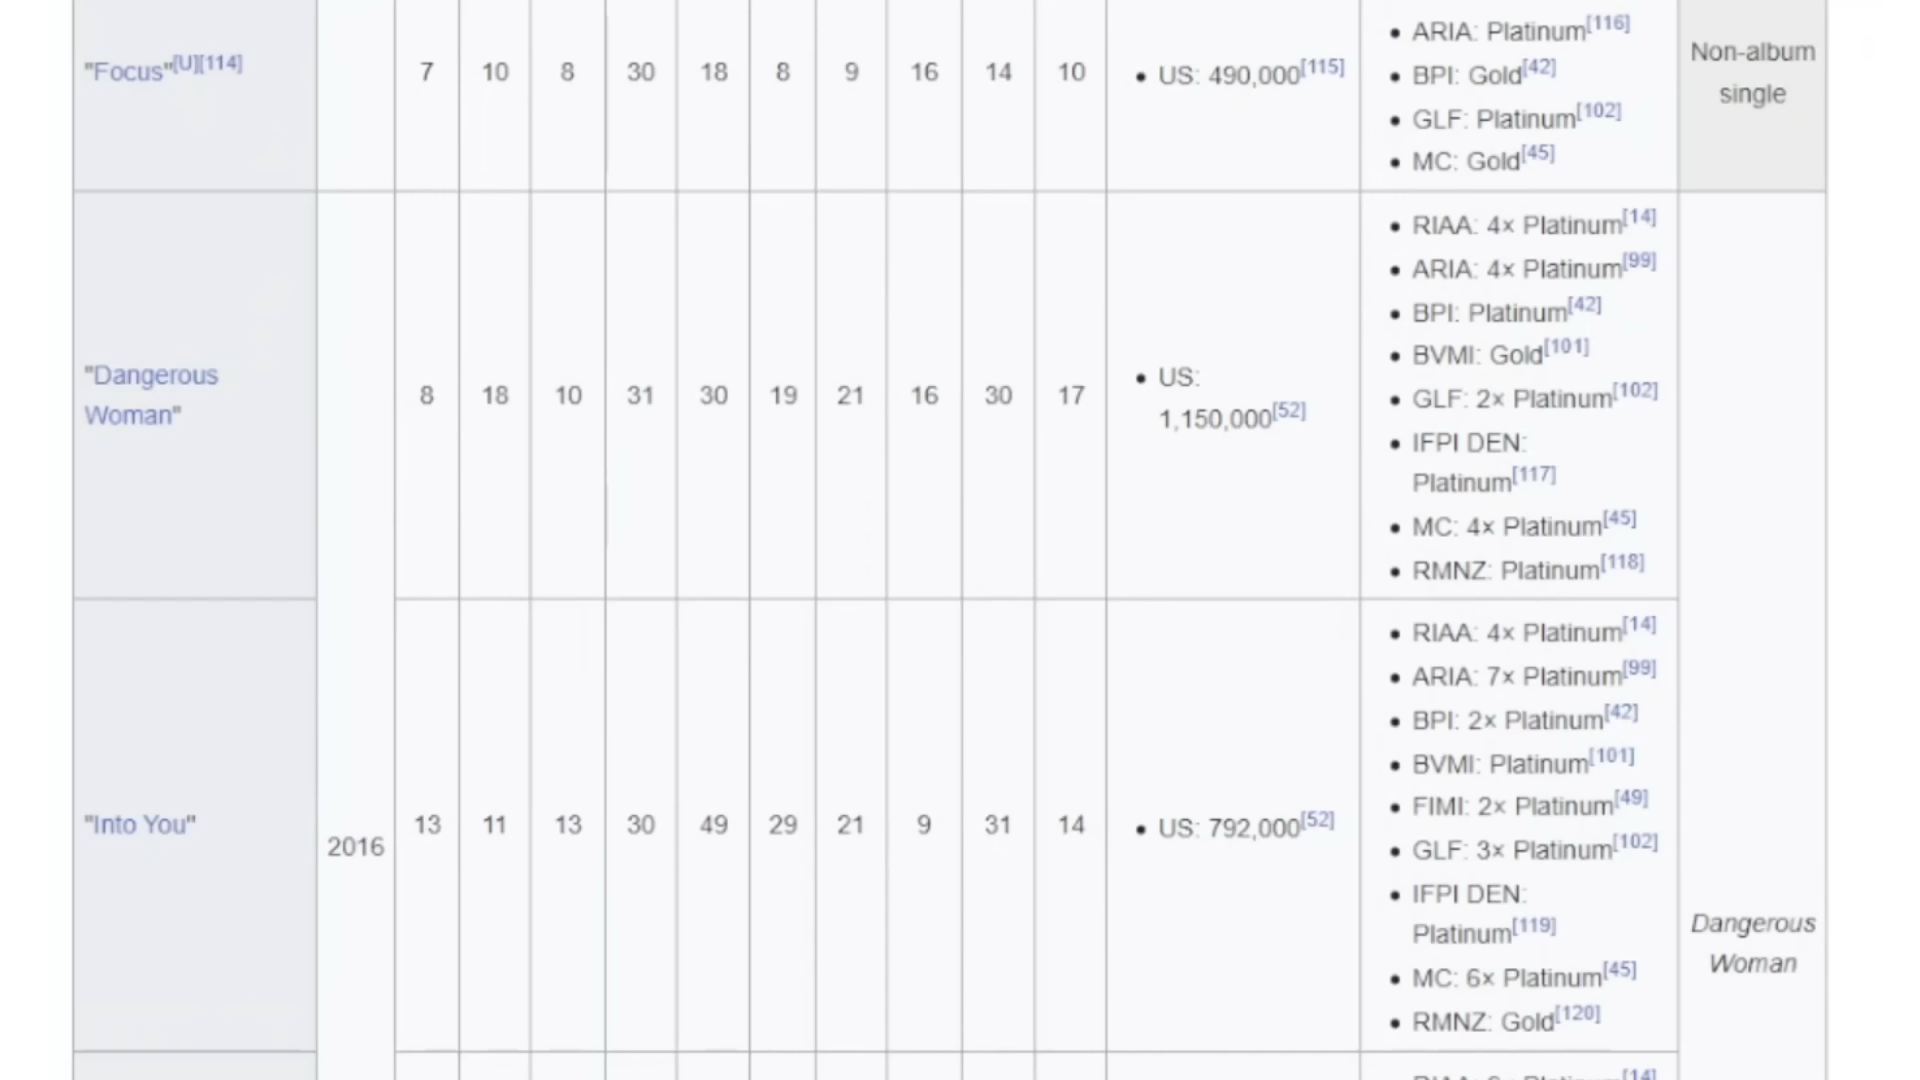 "Focus"[U][114]
7 10 8 30 18 8 9 16 14 10
• US: 490,000[115]
• ARIA: Platinum[116]
• BPI: Gold[42]
• GLF: Platinum[102]
• MC: Gold[45]
Non-album
single
"Dangerous
Woman"
2016
8 18 10 31 30 19 21 16 30 17
• US:
1,150,000[52]
• RIAA: 4× Platinum[14]
• ARIA: 4× Platinum[99]
• BPI: Platinum[42]
• BVMI: Gold[101]
• GLF: 2× Platinum[102]
• IFPI DEN:
Platinum[117]
• MC: 4× Platinum[45]
• RMNZ: Platinum[118]
Dangerous
Woman
"Into You"
13 11 13 30 49 29 21 9 31 14
• US: 792,000[52]
• RIAA: 4× Platinum[14]
• ARIA: 7× Platinum[99]
• BPI: 2× Platinum[42]
• BVMI: Platinum[101]
• FIMI: 2× Platinum[49]
• GLF: 3× Platinum[102]
• IFPI DEN:
Platinum[119]
• MC: 6× Platinum[45]
• RMNZ: Gold[120]